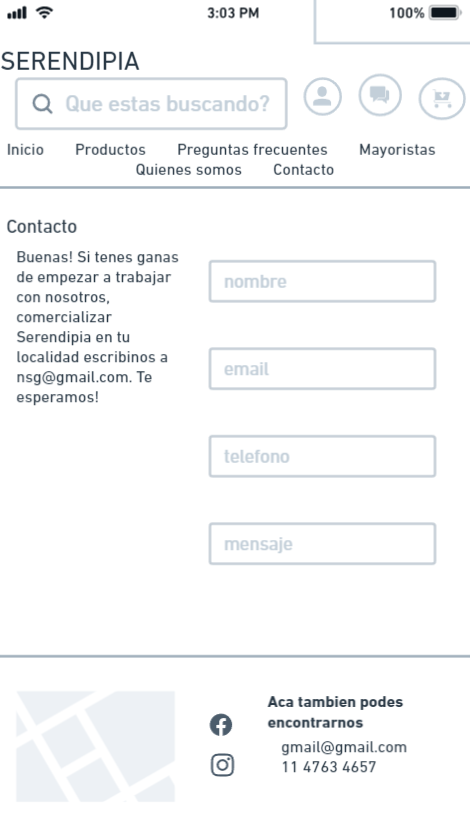 3:03 PM
100%
SERENDIPIA
Que estas buscando?
Inicio Productos Preguntas frecuentes Mayoristas
Quienes somos Contacto
Contacto
Buenas! Si tenes ganas
de empezar a trabajar
con nosotros,
comercializar
Serendipia en tu
localidad escribinos a
nsg@gmail.com. Te
esperamos!
nombre
email
telefono
mensaje
Aca tambien podes
encontrarnos
gmail@gmail.com
11 4763 4657